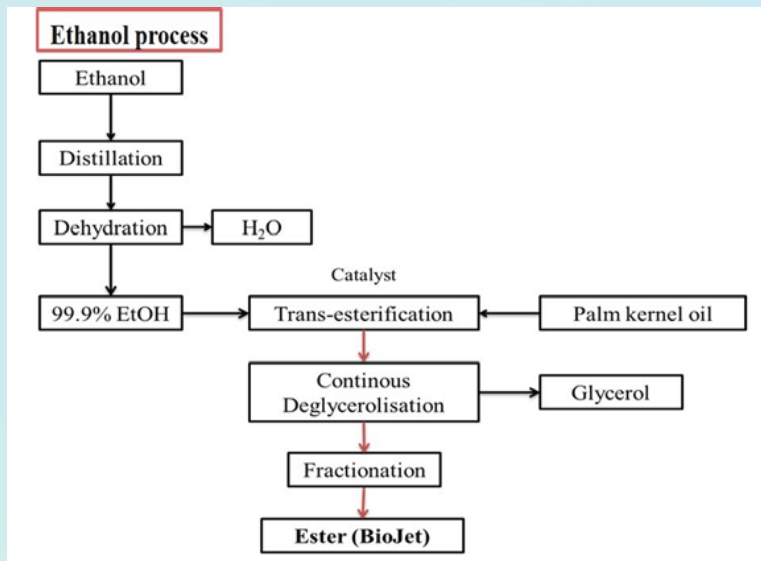 Ethanol process
Ethanol
Distillation
Dehydration
H₂O
Catalyst
99.9% EtOH
Trans-esterification
Palm kernel oil
Continous
Deglycerolisation
Glycerol
Fractionation
Ester (BioJet)